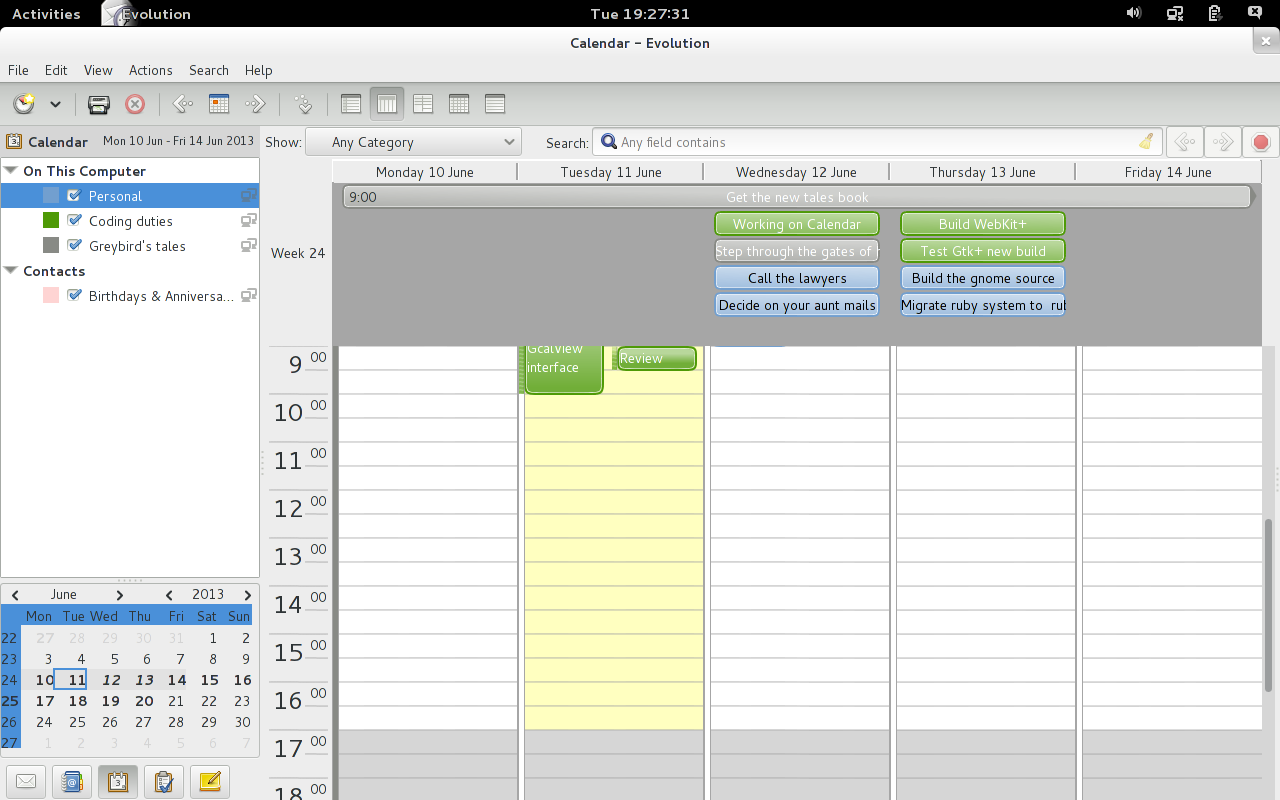 Activities Evolution Tue 19:27:31
Calendar – Evolution
File Edit View Actions Search Help
Calendar Mon 10 Jun - Fri 14 Jun 2013 Show: Any Category Search: Any field contains
On This Computer
Personal
Coding duties
Greybird's tales
Contacts
Birthdays & Anniversa...
Monday 10 June Tuesday 11 June Wednesday 12 June Thursday 13 June Friday 14 June
9:00 Get the new tales book
Working on Calendar Build WebKit+
Week 24
Step through the gates of Test Gtk+ new build
Call the lawyers Build the gnome source
Decide on your aunt mails Migrate ruby system to rul
GcalView
interface
Review
9 00
10 00
11 00
12 00
13 00
14 00
15 00
16 00
17 00
18 00
June 2013
Mon Tue Wed Thu Fri Sat Sun
22 27 28 29 30 31 1 2
23 3 4 5 6 7 8 9
24 10 11 12 13 14 15 16
25 17 18 19 20 21 22 23
26 24 25 26 27 28 29 30
27 1 2 3 4 5 6 7